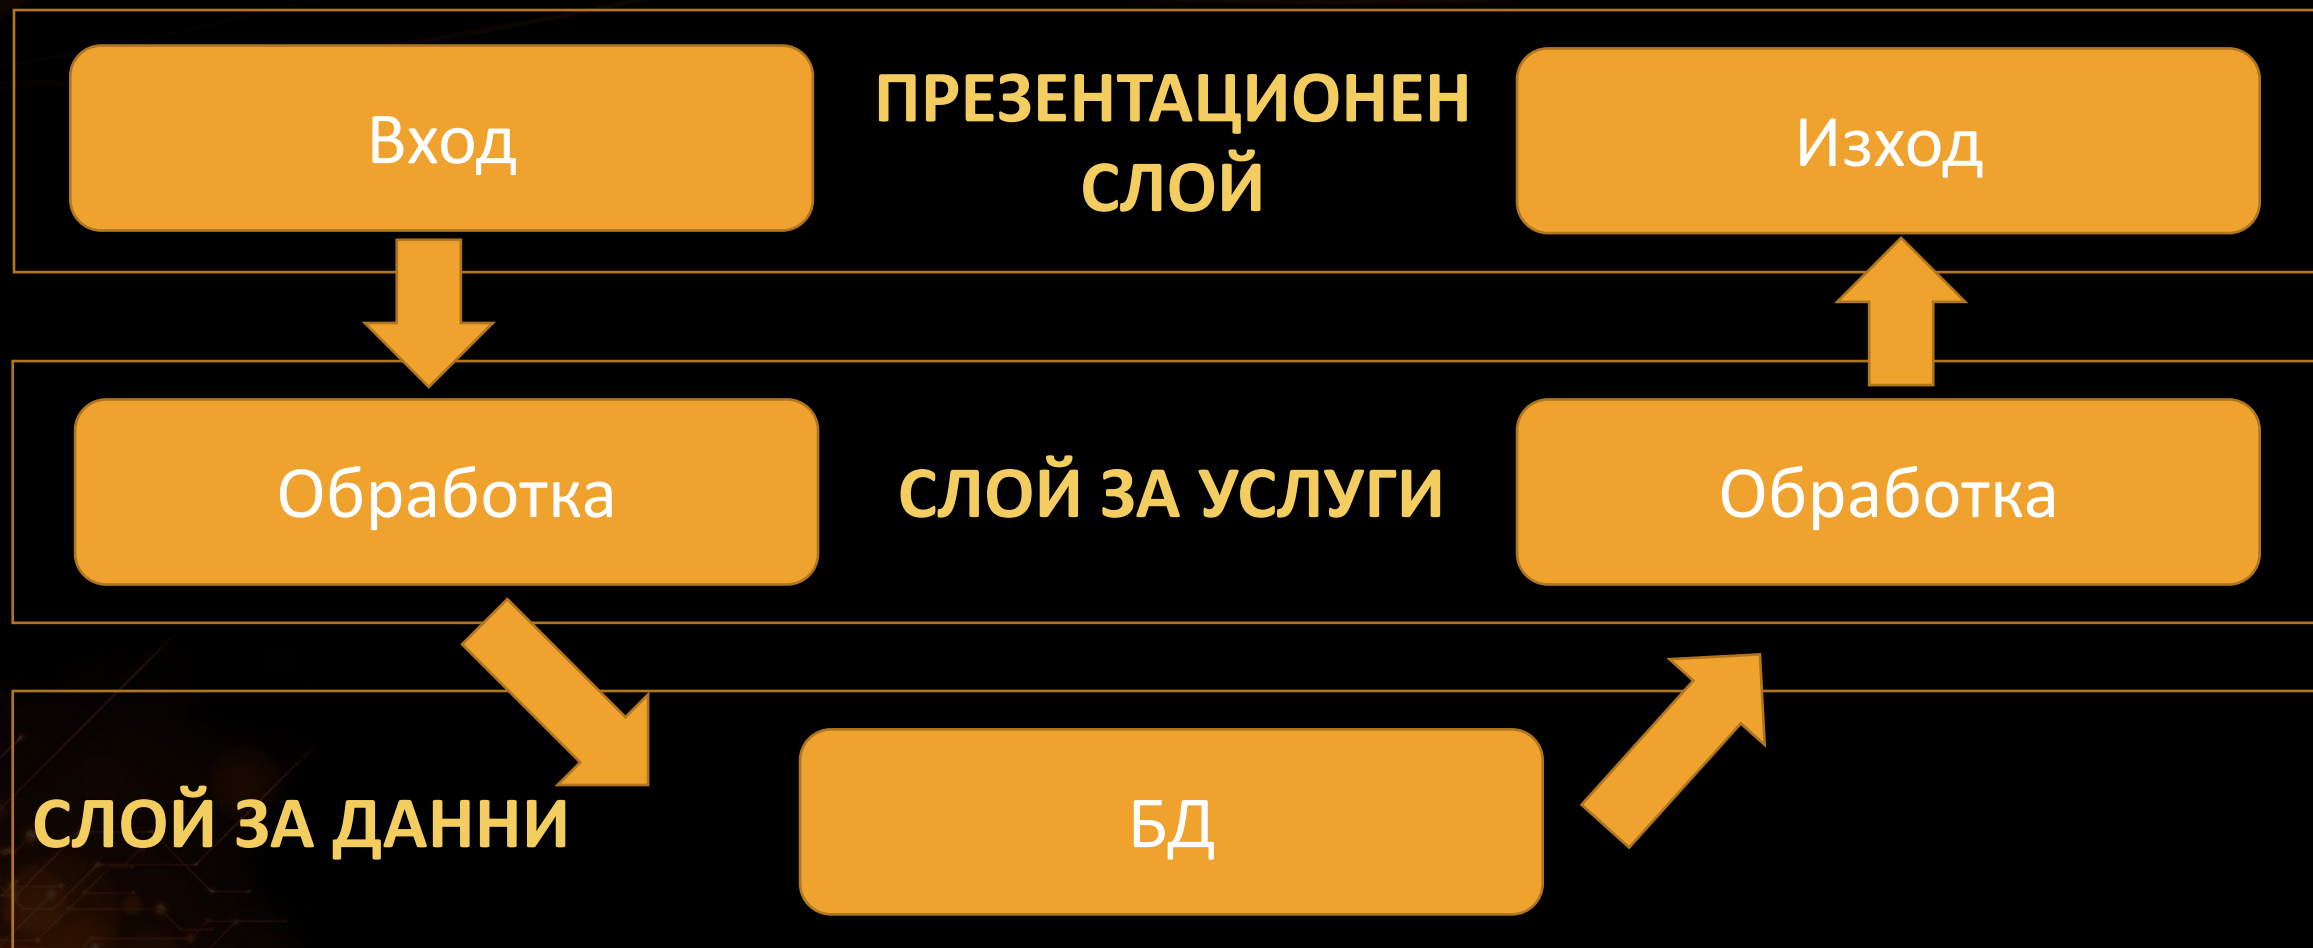 Вход
ПРЕЗЕНТАЦИОНЕН
СЛОЙ
Изход
Обработка
СЛОЙ ЗА УСЛУГИ
Обработка
СЛОЙ ЗА ДАННИ
БД